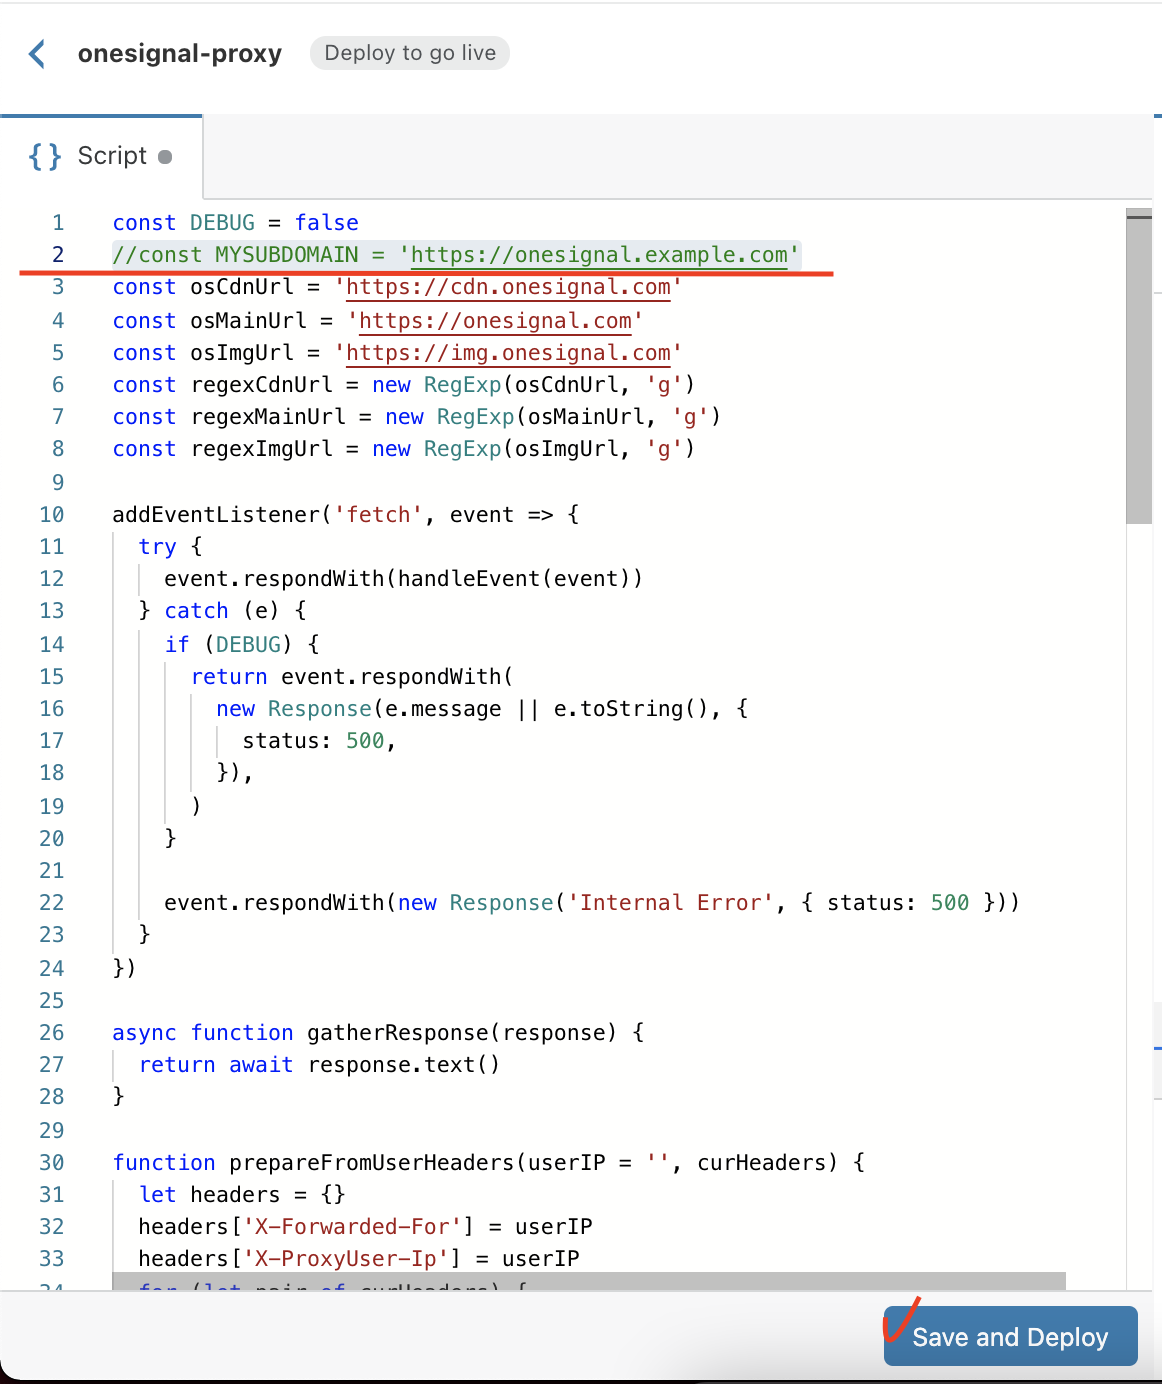 onesignal-proxy Deploy to go live
{} Script
1 const DEBUG = false
2 //const MYSUBDOMAIN = 'https://onesignal.example.com'
3 const osCdnUrl = 'https://cdn.onesignal.com'
4 const osMainUrl = 'https://onesignal.com'
5 const osImgUrl = 'https://img.onesignal.com'
6 const regexCdnUrl = new RegExp(osCdnUrl, 'g')
7 const regexMainUrl = new RegExp(osMainUrl, 'g')
8 const regexImgUrl = new RegExp(osImgUrl, 'g')
9
10 addEventListener('fetch', event => {
11 try {
12 event.respondWith(handleEvent(event))
13 } catch (e) {
14 if (DEBUG) {
15 return event.respondWith(
16 new Response(e.message || e.toString(), {
17 status: 500,
18 }),
19 )
20 }
21
22 event.respondWith(new Response('Internal Error', { status: 500 }))
23 }
24 })
25
26 async function gatherResponse(response) {
27 return await response.text()
28 }
29
30 function prepareFromUserHeaders(userIP = '', curHeaders) {
31 let headers = {}
32 headers['X-Forwarded-For'] = userIP
33 headers['X-ProxyUser-Ip'] = userIP
34 for (let pair of curHeaders) {
Save and Deploy